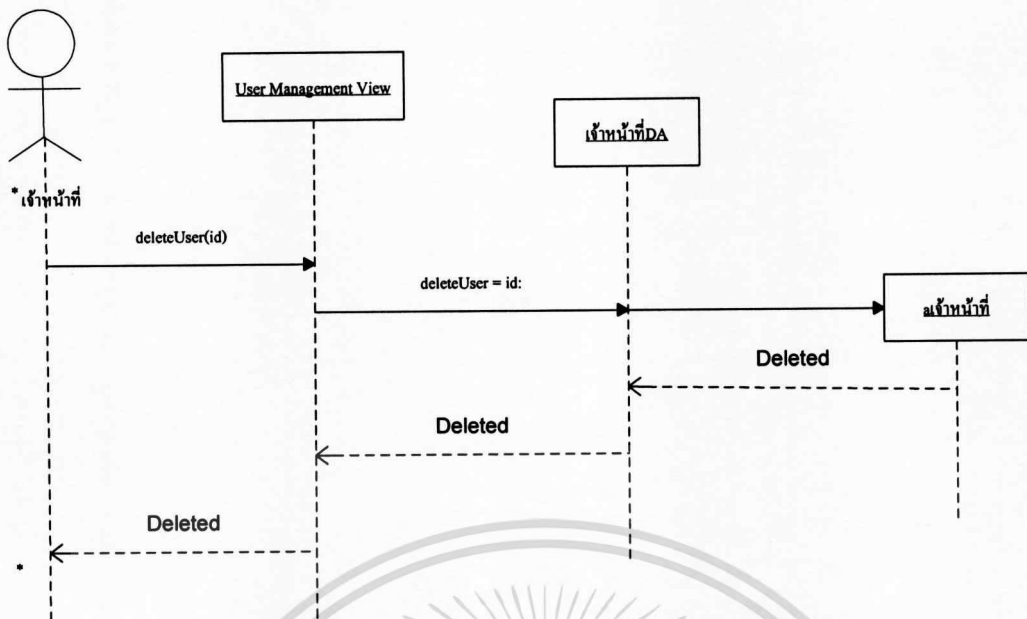 User Management View
เจ้าหน้าที่DA
* เจ้าหน้าที่
deleteUser(id)
deleteUser = id:
aเจ้าหน้าที่
Deleted
Deleted
Deleted
*